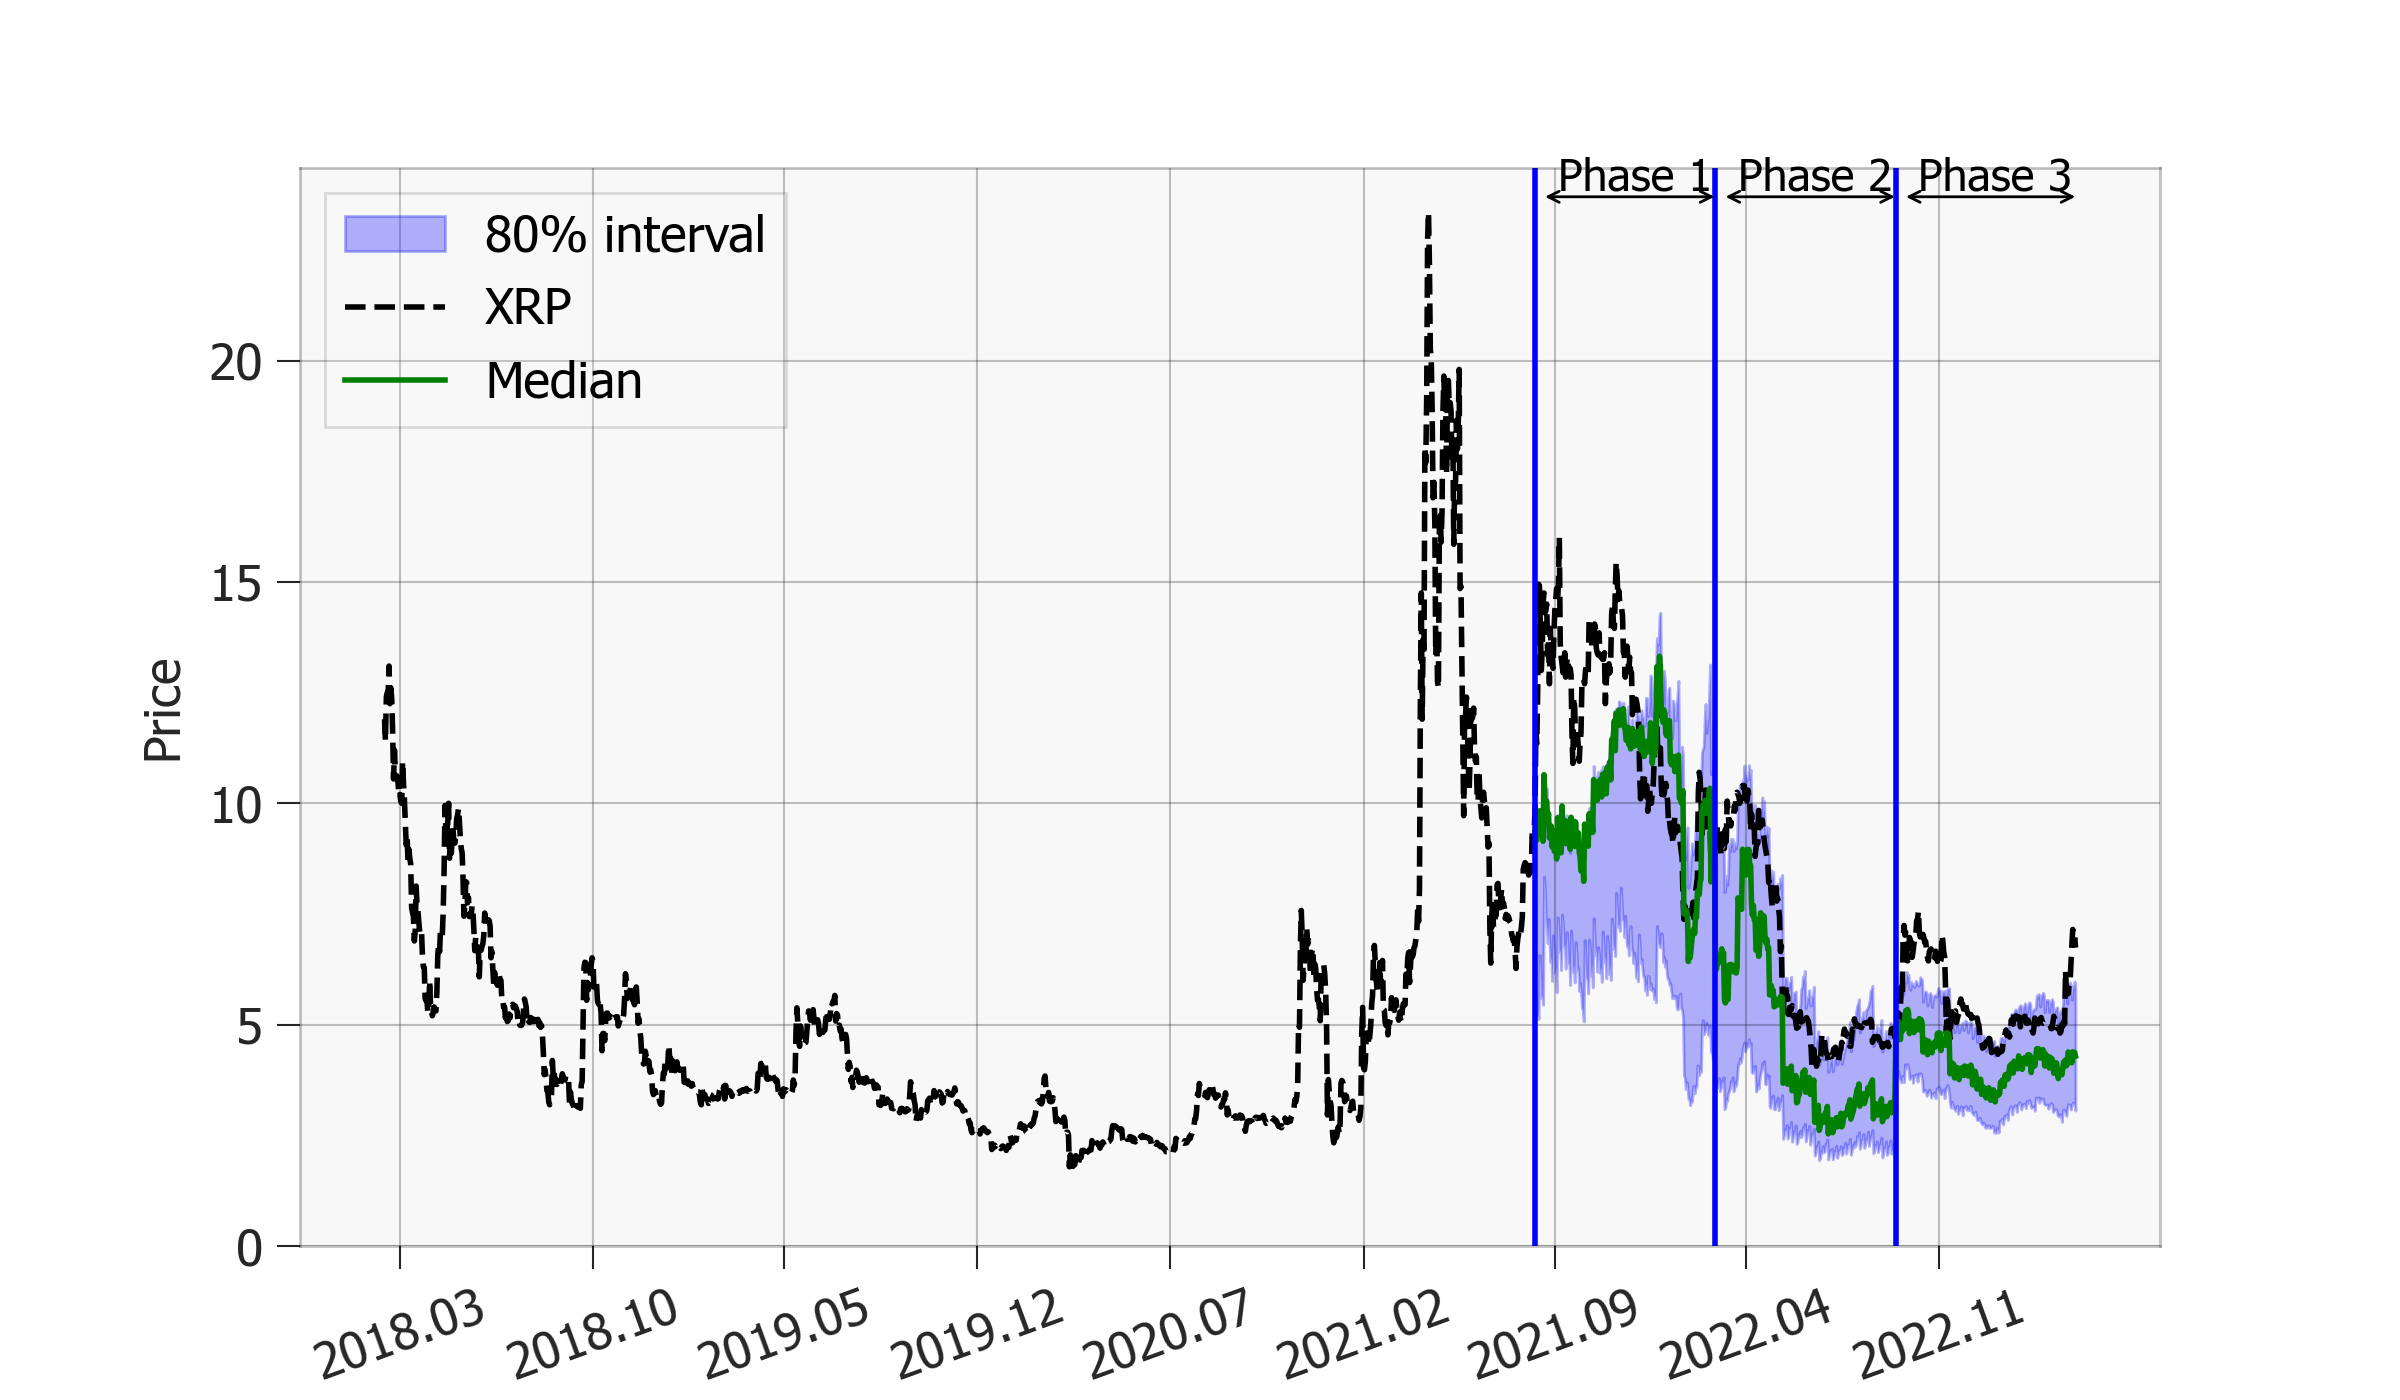 Phase 1
Phase 2
Phase 3
80% interval
XRP
Median
20
15
10
5
0
Price
2018.03
2018.10
2019.05
2019.12
2020.07
2021.02
2021.09
2022.04
2022.11